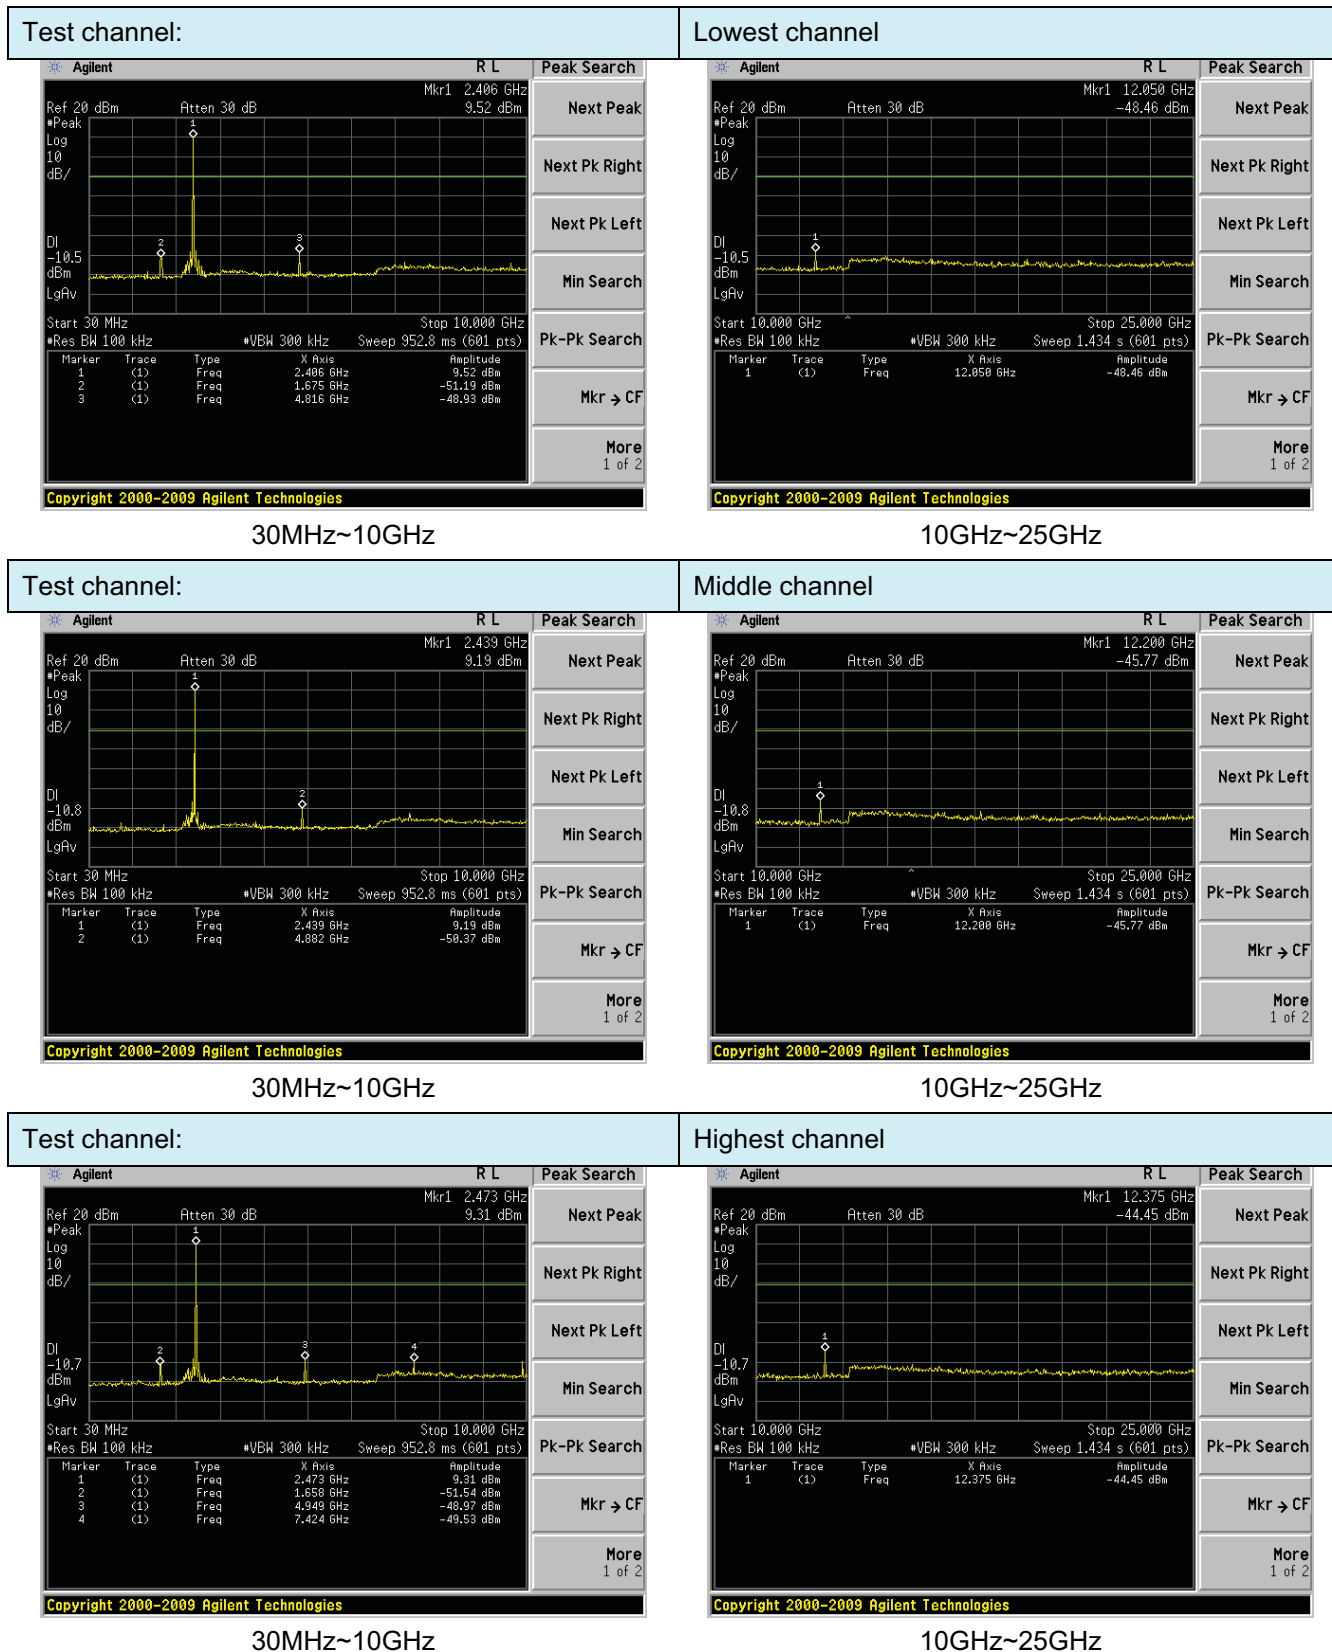 Test channel: Lowest channel
Agilent R L Peak Search
Mkr1 2.406 GHz
Ref 20 dBm Atten 30 dB 9.52 dBm
#Peak
Log
10
dB/
1
2
3
DI
-10.5
dBm
LgAv
Start 30 MHz Stop 10.000 GHz
#Res BW 100 kHz #VBW 300 kHz Sweep 952.8 ms (601 pts)
Marker Trace Type X Axis Amplitude
1 (1) Freq 2.406 GHz 9.52 dBm
2 (1) Freq 1.675 GHz -51.19 dBm
3 (1) Freq 4.816 GHz -48.93 dBm
Next Peak
Next Pk Right
Next Pk Left
Min Search
Pk-Pk Search
Mkr → CF
More
1 of 2
Copyright 2000-2009 Agilent Technologies
30MHz~10GHz
Agilent R L Peak Search
Mkr1 12.050 GHz
Ref 20 dBm Atten 30 dB -48.46 dBm
#Peak
Log
10
dB/
1
DI
-10.5
dBm
LgAv
Start 10.000 GHz Stop 25.000 GHz
#Res BW 100 kHz #VBW 300 kHz Sweep 1.434 s (601 pts)
Marker Trace Type X Axis Amplitude
1 (1) Freq 12.050 GHz -48.46 dBm
Next Peak
Next Pk Right
Next Pk Left
Min Search
Pk-Pk Search
Mkr → CF
More
1 of 2
Copyright 2000-2009 Agilent Technologies
10GHz~25GHz
Test channel: Middle channel
Agilent R L Peak Search
Mkr1 2.439 GHz
Ref 20 dBm Atten 30 dB 9.19 dBm
#Peak
Log
10
dB/
1
2
DI
-10.8
dBm
LgAv
Start 30 MHz Stop 10.000 GHz
#Res BW 100 kHz #VBW 300 kHz Sweep 952.8 ms (601 pts)
Marker Trace Type X Axis Amplitude
1 (1) Freq 2.439 GHz 9.19 dBm
2 (1) Freq 4.882 GHz -50.37 dBm
Next Peak
Next Pk Right
Next Pk Left
Min Search
Pk-Pk Search
Mkr → CF
More
1 of 2
Copyright 2000-2009 Agilent Technologies
30MHz~10GHz
Agilent R L Peak Search
Mkr1 12.200 GHz
Ref 20 dBm Atten 30 dB -45.77 dBm
#Peak
Log
10
dB/
1
DI
-10.8
dBm
LgAv
Start 10.000 GHz Stop 25.000 GHz
#Res BW 100 kHz #VBW 300 kHz Sweep 1.434 s (601 pts)
Marker Trace Type X Axis Amplitude
1 (1) Freq 12.200 GHz -45.77 dBm
Next Peak
Next Pk Right
Next Pk Left
Min Search
Pk-Pk Search
Mkr → CF
More
1 of 2
Copyright 2000-2009 Agilent Technologies
10GHz~25GHz
Test channel: Highest channel
Agilent R L Peak Search
Mkr1 2.473 GHz
Ref 20 dBm Atten 30 dB 9.31 dBm
#Peak
Log
10
dB/
1
2
3
4
DI
-10.7
dBm
LgAv
Start 30 MHz Stop 10.000 GHz
#Res BW 100 kHz #VBW 300 kHz Sweep 952.8 ms (601 pts)
Marker Trace Type X Axis Amplitude
1 (1) Freq 2.473 GHz 9.31 dBm
2 (1) Freq 1.658 GHz -51.54 dBm
3 (1) Freq 4.949 GHz -48.97 dBm
4 (1) Freq 7.424 GHz -49.53 dBm
Next Peak
Next Pk Right
Next Pk Left
Min Search
Pk-Pk Search
Mkr → CF
More
1 of 2
Copyright 2000-2009 Agilent Technologies
30MHz~10GHz
Agilent R L Peak Search
Mkr1 12.375 GHz
Ref 20 dBm Atten 30 dB -44.45 dBm
#Peak
Log
10
dB/
1
DI
-10.7
dBm
LgAv
Start 10.000 GHz Stop 25.000 GHz
#Res BW 100 kHz #VBW 300 kHz Sweep 1.434 s (601 pts)
Marker Trace Type X Axis Amplitude
1 (1) Freq 12.375 GHz -44.45 dBm
Next Peak
Next Pk Right
Next Pk Left
Min Search
Pk-Pk Search
Mkr → CF
More
1 of 2
Copyright 2000-2009 Agilent Technologies
10GHz~25GHz